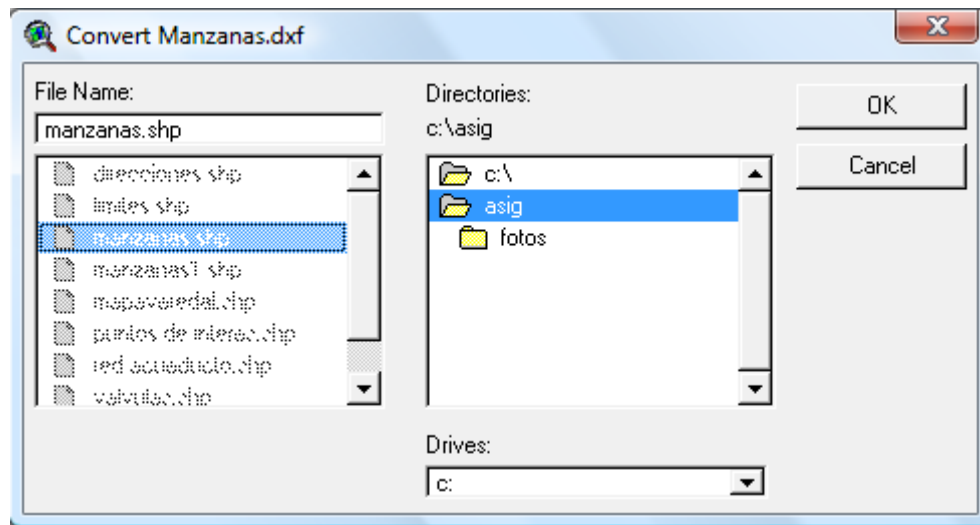 Convert Manzanas.dxf
File Name:
manzanas.shp
direcciones.shp
limites.shp
manzanas.shp
manzanas1.shp
mapaveredal.shp
puntos de interes.shp
red acueducto.shp
valvulas.shp
Directories:
c:\asig
c:\
asig
fotos
Drives:
c:
OK
Cancel